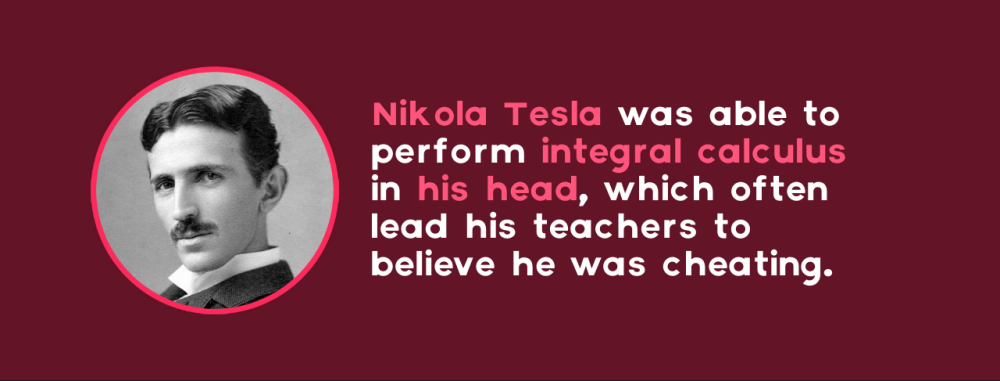 Nikola Tesla was able to
perform integral calculus
in his head, which often
lead his teachers to
believe he was cheating.